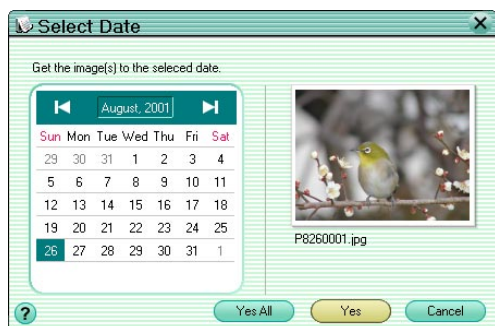 Select Date
Get the image(s) to the seleced date.
August, 2001
Sun Mon Tue Wed Thu Fri Sat
29 30 31 1 2 3 4
5 6 7 8 9 10 11
12 13 14 15 16 17 18
19 20 21 22 23 24 25
26 27 28 29 30 31 1
P8260001.jpg
? Yes All Yes Cancel